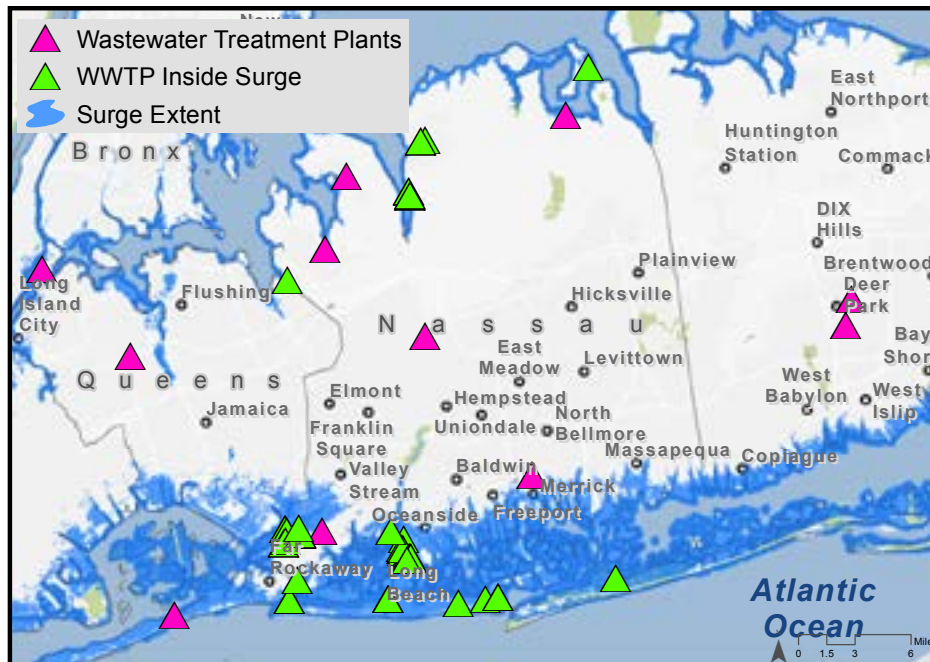 New
Wastewater Treatment Plants
WWTP Inside Surge
Surge Extent
Bronx
East
Northport
Huntington
Station
Commack
DIX
Hills
Plainview
Brentwood
Long
Island
City
Flushing
Hicksville
Deer
Park
Nassau
Bay
Shor
East
Meadow
Levittown
Queens
Elmont
West
Babylon
West
Islip
Jamaica
Hempstead
Franklin
Square
Uniondale
North
Bellmore
Valley
Stream
Baldwin
Massapequa
Copiague
Merrick
Oceanside
Freeport
Far
Rockaway
Long
Beach
Atlantic
Ocean
0 1.5 3 6 Mile